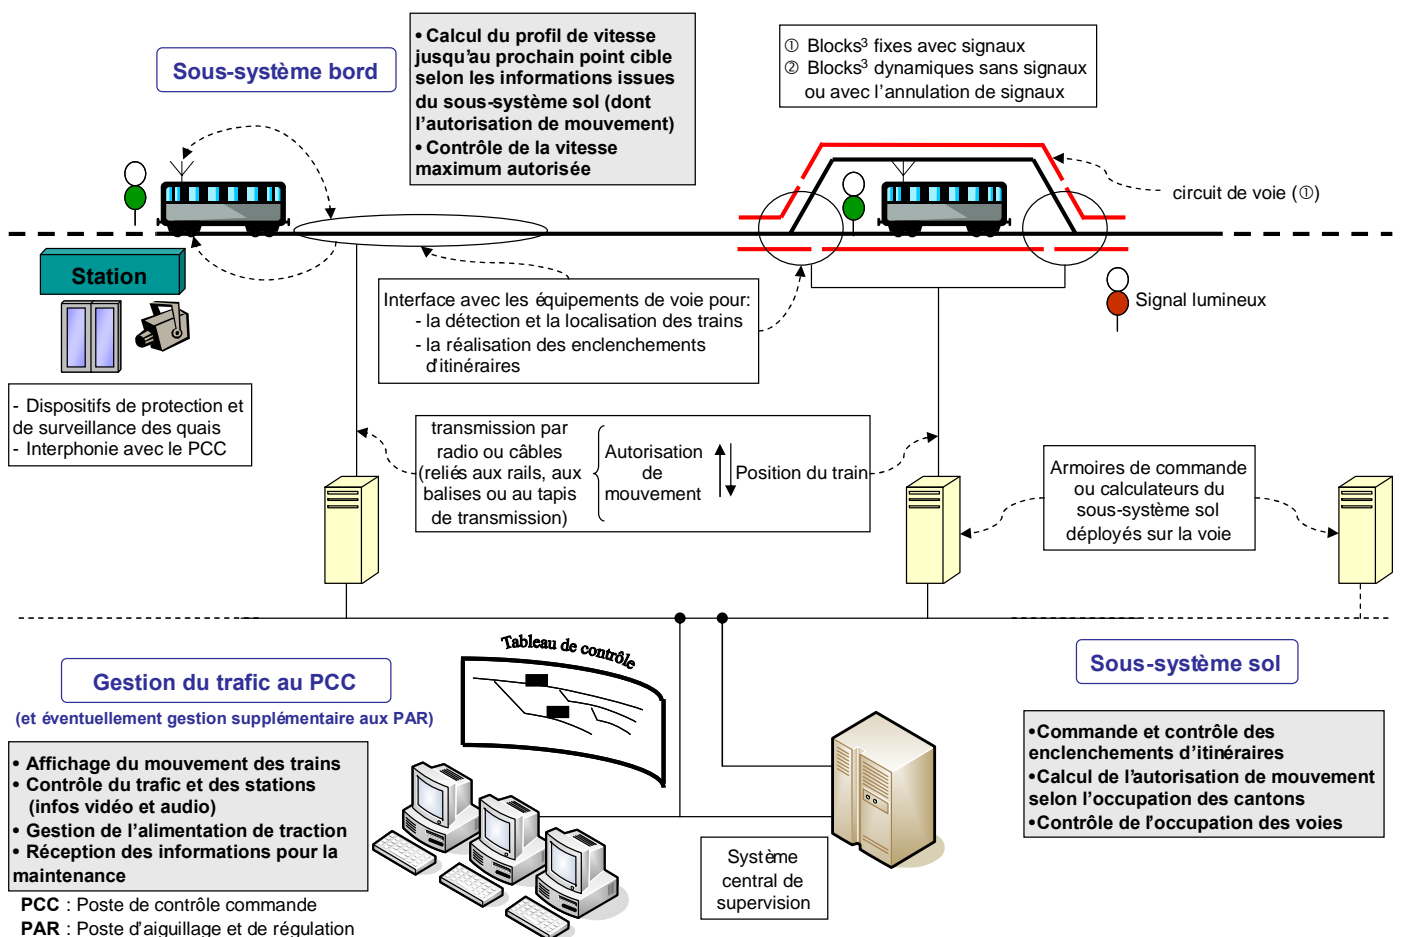 Sous-système bord
• Calcul du profil de vitesse
jusqu'au prochain point cible
selon les informations issues
du sous-système sol (dont
l'autorisation de mouvement)
• Contrôle de la vitesse
maximum autorisée
① Blocks³ fixes avec signaux
② Blocks³ dynamiques sans signaux
ou avec l'annulation de signaux
circuit de voie (①)
Station
Interface avec les équipements de voie pour:
- la détection et la localisation des trains
- la réalisation des enclenchements
d'itinéraires
Signal lumineux
- Dispositifs de protection et
de surveillance des quais
- Interphonie avec le PCC
transmission par
radio ou câbles
(reliés aux rails, aux
balises ou au tapis
de transmission)
Autorisation
de
mouvement
Position du train
Armoires de commande
ou calculateurs du
sous-système sol
déployés sur la voie
Tableau de contrôle
Gestion du trafic au PCC
(et éventuellement gestion supplémentaire aux PAR)
Sous-système sol
• Affichage du mouvement des trains
• Contrôle du trafic et des stations
(infos vidéo et audio)
• Gestion de l'alimentation de traction
• Réception des informations pour la
maintenance
PCC : Poste de contrôle commande
PAR : Poste d'aiguillage et de régulation
Système
central de
supervision
•Commande et contrôle des
enclenchements d'itinéraires
•Calcul de l'autorisation de mouvement
selon l'occupation des cantons
•Contrôle de l'occupation des voies